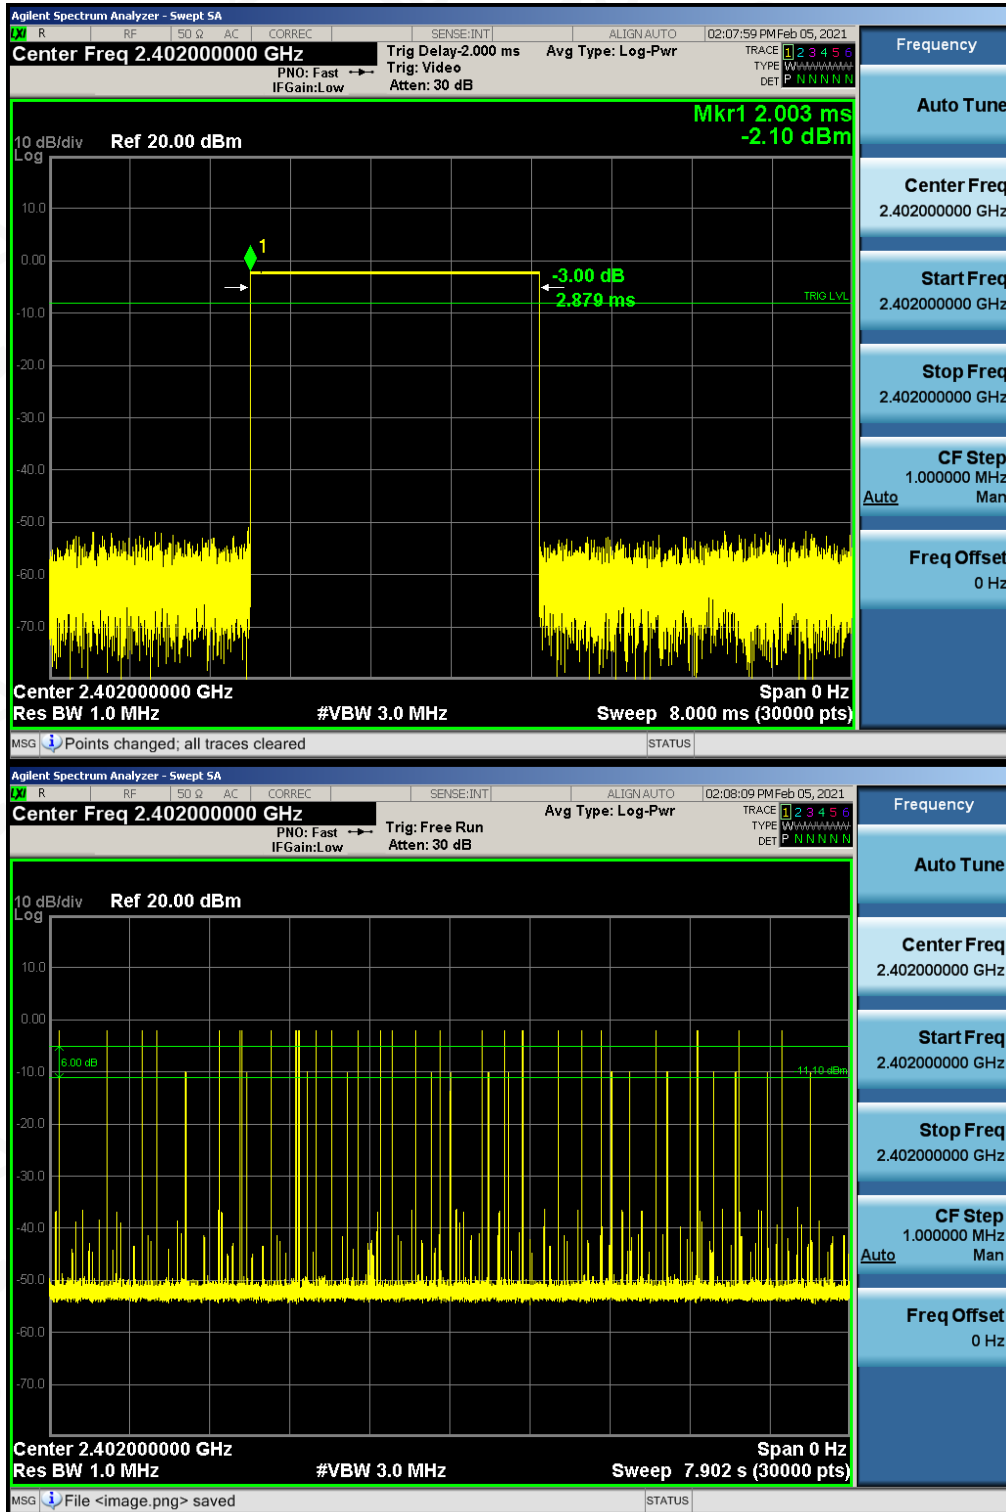 Agilent Spectrum Analyzer - Swept SA
LXI R RF 50 Ω AC CORREC SENSE:INT ALIGN AUTO 02:07:59 PM Feb 05, 2021
Center Freq 2.402000000 GHz
PNO: Fast
IFGain:Low
Trig Delay-2.000 ms
Trig: Video
Atten: 30 dB
Avg Type: Log-Pwr
TRACE 1 2 3 4 5 6
TYPE WWWWWW
DET P N N N N N
Mkr1 2.003 ms
-2.10 dBm
10 dB/div Ref 20.00 dBm
Log
10.0
1
0.00
-3.00 dB
2.879 ms
TRIG LVL
-10.0
-20.0
-30.0
-40.0
-50.0
-60.0
-70.0
Center 2.402000000 GHz Span 0 Hz
Res BW 1.0 MHz #VBW 3.0 MHz Sweep 8.000 ms (30000 pts)
MSG Points changed; all traces cleared STATUS
Frequency
Auto Tune
Center Freq
2.402000000 GHz
Start Freq
2.402000000 GHz
Stop Freq
2.402000000 GHz
CF Step
1.000000 MHz
Auto Man
Freq Offset
0 Hz
Agilent Spectrum Analyzer - Swept SA
LXI R RF 50 Ω AC CORREC SENSE:INT ALIGN AUTO 02:08:09 PM Feb 05, 2021
Center Freq 2.402000000 GHz
PNO: Fast
IFGain:Low
Trig: Free Run
Atten: 30 dB
Avg Type: Log-Pwr
TRACE 1 2 3 4 5 6
TYPE WWWWWW
DET P N N N N N
10 dB/div Ref 20.00 dBm
Log
10.0
0.00
6.00 dB
-10.0
-11.10 dBm
-20.0
-30.0
-40.0
-50.0
-60.0
-70.0
Center 2.402000000 GHz Span 0 Hz
Res BW 1.0 MHz #VBW 3.0 MHz Sweep 7.902 s (30000 pts)
MSG File <image.png> saved STATUS
Frequency
Auto Tune
Center Freq
2.402000000 GHz
Start Freq
2.402000000 GHz
Stop Freq
2.402000000 GHz
CF Step
1.000000 MHz
Auto Man
Freq Offset
0 Hz